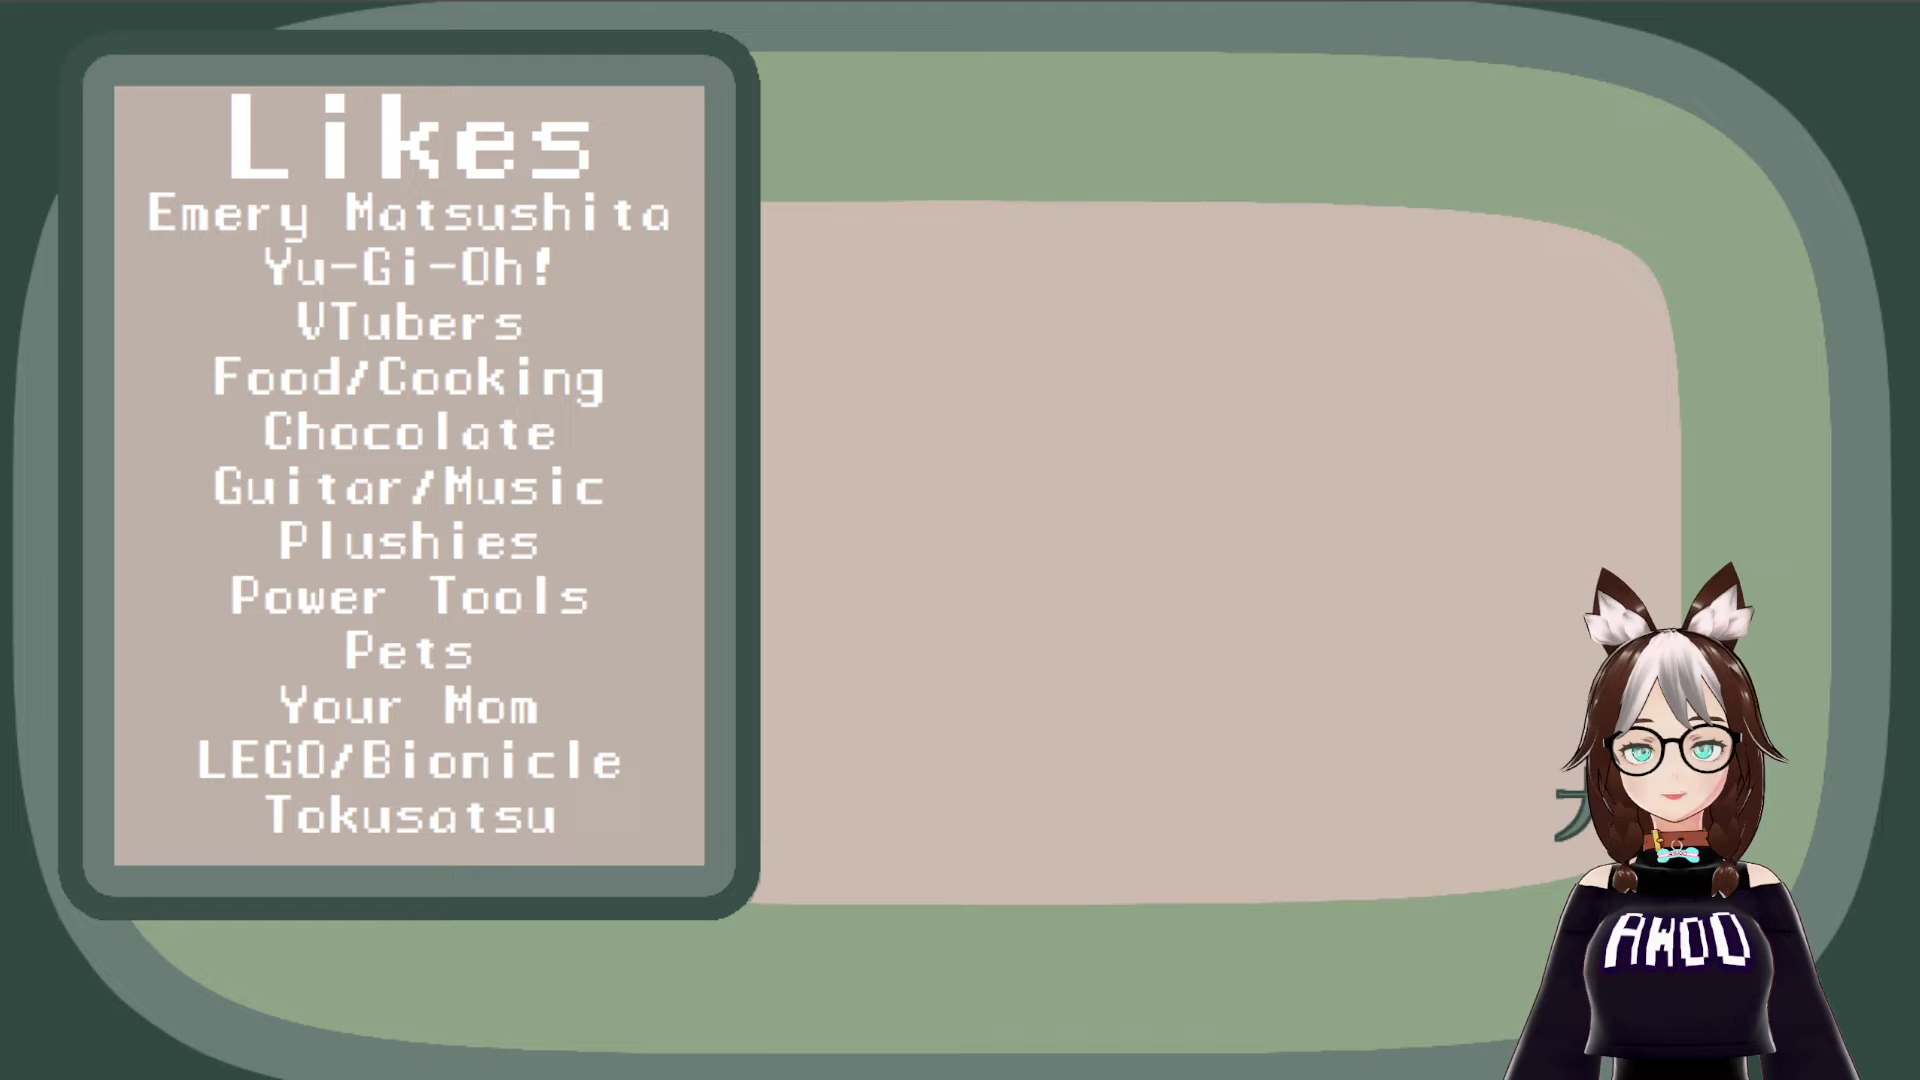 Likes
Emery Matsushita
Yu-Gi-Oh!
VTubers
Food/Cooking
Chocolate
Guitar/Music
Plushies
Power Tools
Pets
Your Mom
LEGO/Bionicle
Tokusatsu
AWOO